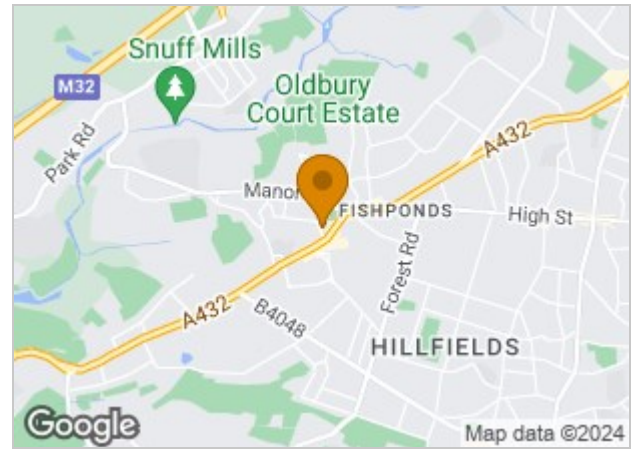 Snuff Mills
M32
Oldbury
Court Estate
A432
Park Rd
Manor
FISHPONDS
High St
Forest Rd
A432
B4048
HILLFIELDS
Google
Map data ©2024